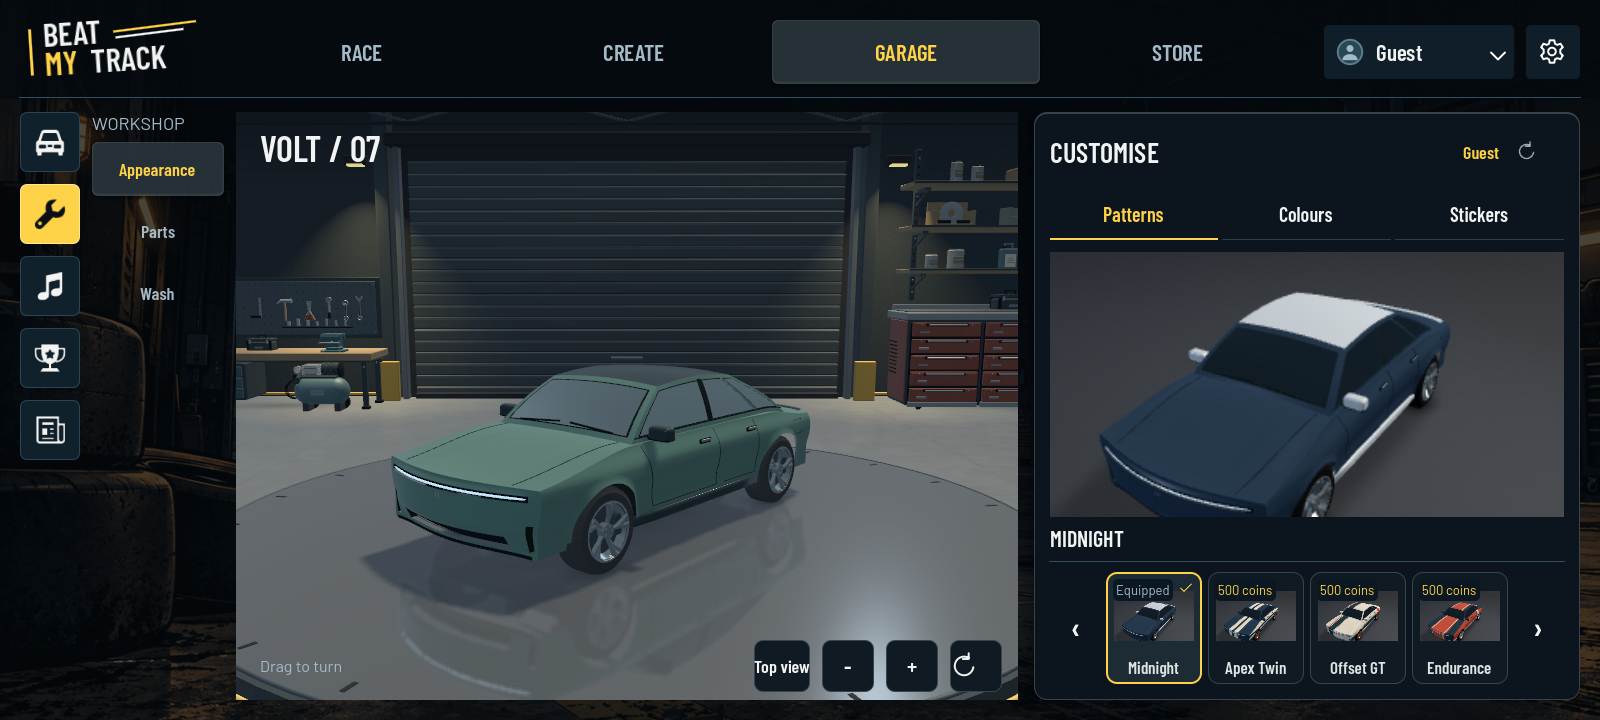 BEAT
MY TRACK
RACE
CREATE
GARAGE
STORE
Guest
WORKSHOP
Appearance
Parts
Wash
VOLT / 07
Drag to turn
Top view
-
+
CUSTOMISE
Guest
Patterns
Colours
Stickers
MIDNIGHT
Equipped
500 coins
500 coins
500 coins
‹
›
Midnight
Apex Twin
Offset GT
Endurance